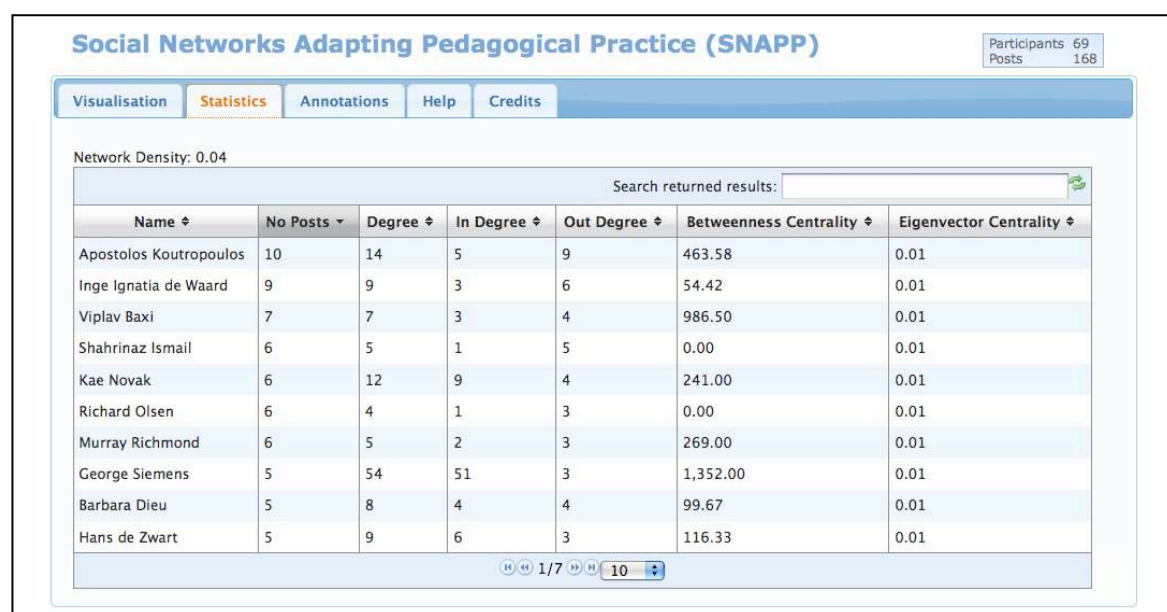 Social Networks Adapting Pedagogical Practice (SNAPP)
Participants 69
Posts 168
Visualisation Statistics Annotations Help Credits
Network Density: 0.04
Search returned results:
Name No Posts Degree In Degree Out Degree Betweenness Centrality Eigenvector Centrality
Apostolos Koutropoulos 10 14 5 9 463.58 0.01
Inge Ignatia de Waard 9 9 3 6 54.42 0.01
Viplav Baxi 7 7 3 4 986.50 0.01
Shahrinaz Ismail 6 5 1 5 0.00 0.01
Kae Novak 6 12 9 4 241.00 0.01
Richard Olsen 6 4 1 3 0.00 0.01
Murray Richmond 6 5 2 3 269.00 0.01
George Siemens 5 54 51 3 1,352.00 0.01
Barbara Dieu 5 8 4 4 99.67 0.01
Hans de Zwart 5 9 6 3 116.33 0.01
1/7 10